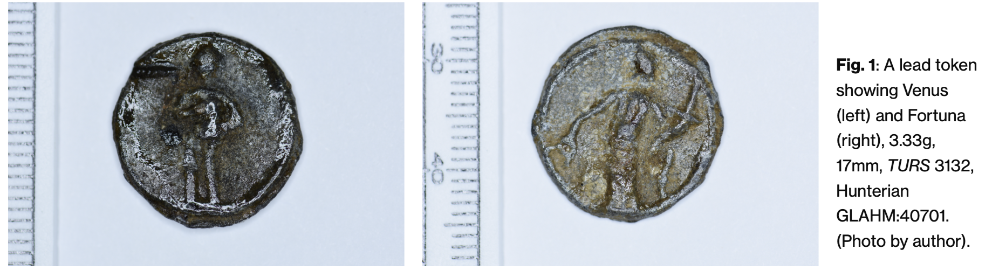 30
40
Fig. 1: A lead token
showing Venus
(left) and Fortuna
(right), 3.33g,
17mm, TURS 3132,
Hunterian
GLAHM:40701.
(Photo by author).